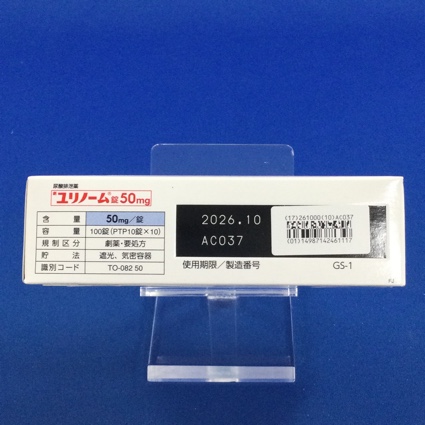 尿酸排泄薬
ユリノーム錠50mg
含量 50mg/錠
容量 100錠(PTP10錠×10)
規制区分 劇薬・要処方
貯法 遮光、気密容器
識別コード TO-082 50
2026.10
AC037
使用期限/製造番号
(17)261000(10)AC037
(01)14987142461117
GS-1